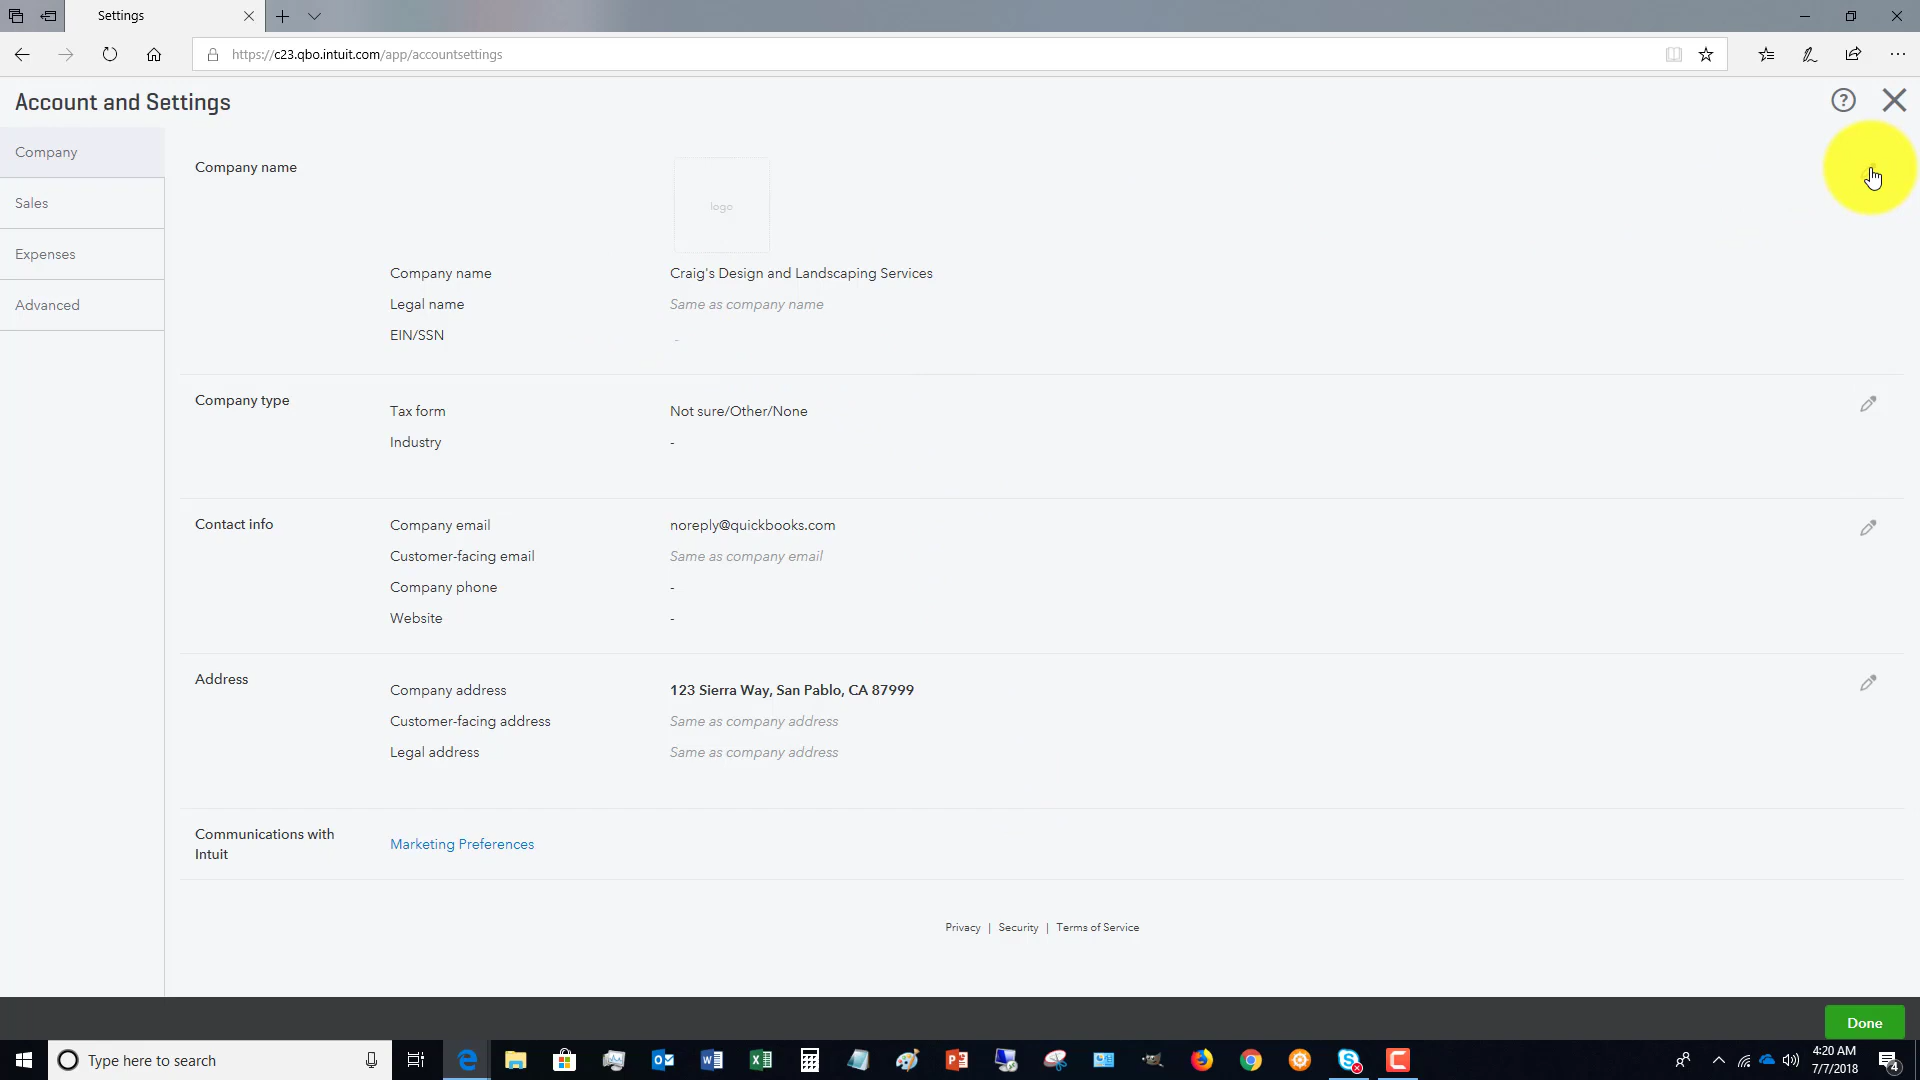 Settings
https://c23.qbo.intuit.com/app/accountsettings
Account and Settings
Company
Sales
Expenses
Advanced
Company name
logo
Company name Craig's Design and Landscaping Services
Legal name Same as company name
EIN/SSN -
Company type
Tax form Not sure/Other/None
Industry -
Contact info
Company email noreply@quickbooks.com
Customer-facing email Same as company email
Company phone -
Website -
Address
Company address 123 Sierra Way, San Pablo, CA 87999
Customer-facing address Same as company address
Legal address Same as company address
Communications with
Intuit
Marketing Preferences
Privacy | Security | Terms of Service
Done
Type here to search
4:20 AM
7/7/2018
4